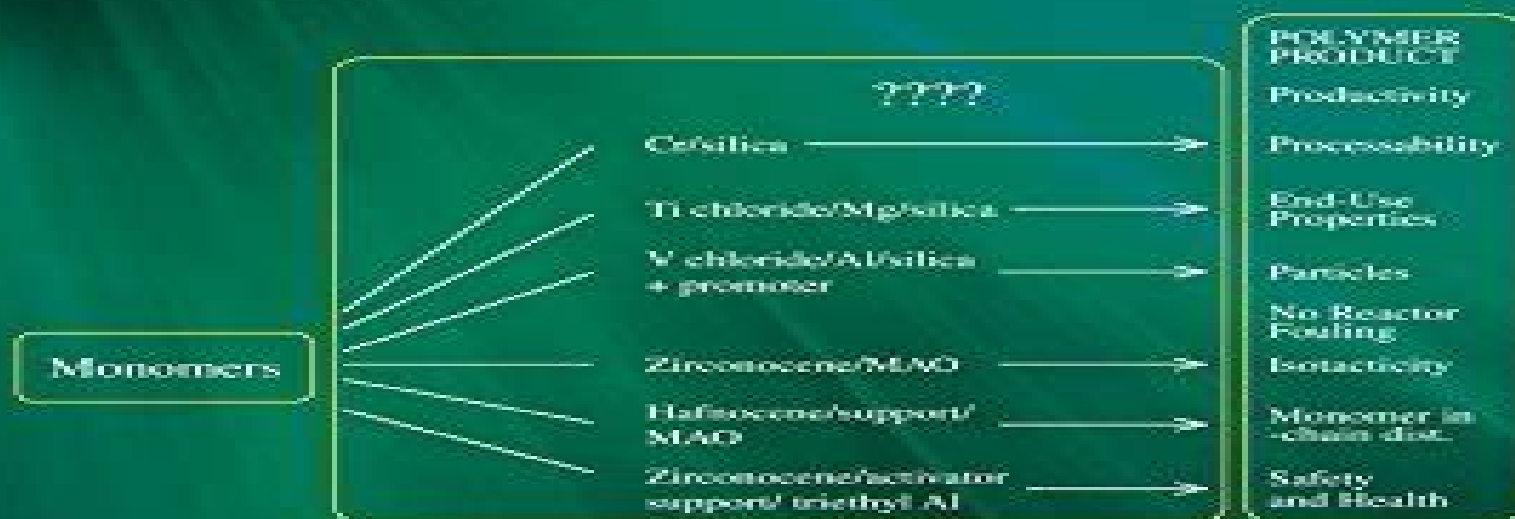 Monomers
????
Cr/silica
Ti chloride/Mg/silica
V chloride/Al/silica
+ promoter
Zirconocene/MAO
Hafnocene/support/
MAO
Zirconocene/activator
support/ triethyl Al
POLYMER
PRODUCT
Productivity
Processability
End-Use
Properties
Particles
No Reactor
Fouling
Isotacticity
Monomer in
-chain dist.
Safety
and Health